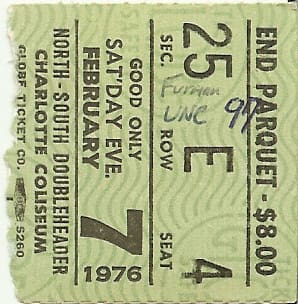 END PARQUET - $8.00
25 E 4
SEC. ROW SEAT
Furman
UNC 97
GOOD ONLY
SAT'DAY EVE.
FEBRUARY
7
1976
NORTH - SOUTH DOUBLEHEADER
CHARLOTTE COLISEUM
GLOBE TICKET CO. 5260